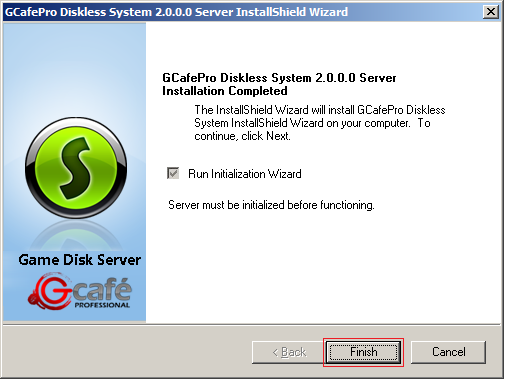 GCafePro Diskless System 2.0.0.0 Server InstallShield Wizard
GCafePro Diskless System 2.0.0.0 Server
Installation Completed
The InstallShield Wizard will install GCafePro Diskless
System InstallShield Wizard on your computer. To
continue, click Next.
Run Initialization Wizard
Server must be initialized before functioning.
S
Game Disk Server
Gcafé
PROFESSIONAL
< Back
Finish
Cancel